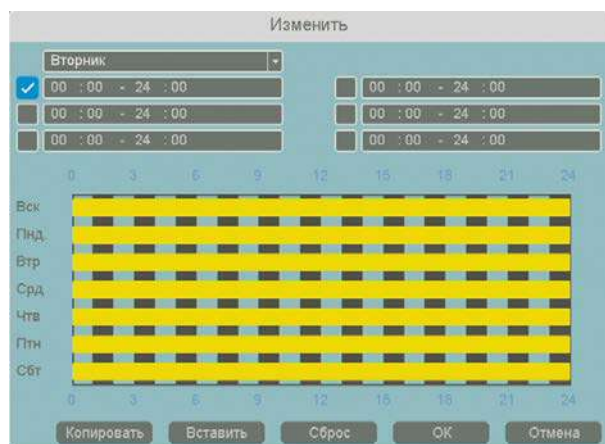 Изменить
Вторник
00 :00 - 24 :00 00 :00 - 24 :00
00 :00 - 24 :00 00 :00 - 24 :00
00 :00 - 24 :00 00 :00 - 24 :00
0 3 6 9 12 15 18 21 24
Вск
Пнд.
Втр
Срд
Чтв
Птн
Сбт
0 3 6 9 12 15 18 21 24
Копировать Вставить Сброс OK Отмена